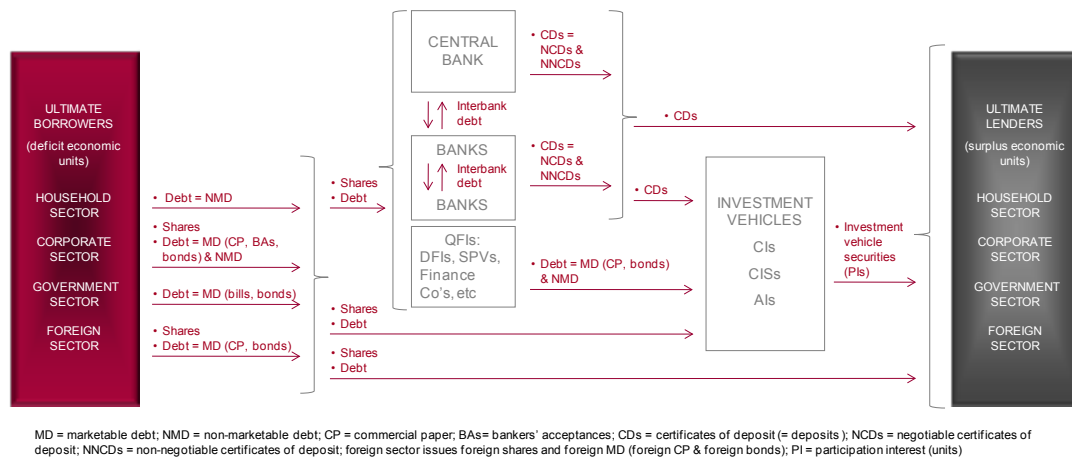 ULTIMATE
BORROWERS
(deficit economic
units)
HOUSEHOLD
SECTOR
CORPORATE
SECTOR
GOVERNMENT
SECTOR
FOREIGN
SECTOR
• Debt = NMD
• Shares
• Debt = MD (CP, BAs,
bonds) & NMD
• Debt = MD (bills, bonds)
• Shares
• Debt = MD (CP, bonds)
• Shares
• Debt
CENTRAL
BANK
Interbank
debt
BANKS
Interbank
debt
BANKS
QFIs:
DFIs, SPVs,
Finance
Co's, etc
• CDs =
NCDs &
NNCDs
• CDs =
NCDs &
NNCDs
• Debt = MD (CP, bonds)
& NMD
• Shares
• Debt
• Shares
• Debt
• CDs
• CDs
INVESTMENT
VEHICLES
CIs
CISs
AIs
• Investment
vehicle
securities
(PIs)
ULTIMATE
LENDERS
(surplus economic
units)
HOUSEHOLD
SECTOR
CORPORATE
SECTOR
GOVERNMENT
SECTOR
FOREIGN
SECTOR
MD = marketable debt; NMD = non-marketable debt; CP = commercial paper; BAs= bankers' acceptances; CDs = certificates of deposit (= deposits); NCDs = negotiable certificates of
deposit; NNCDs = non-negotiable certificates of deposit; foreign sector issues foreign shares and foreign MD (foreign CP & foreign bonds); PI = participation interest (units)